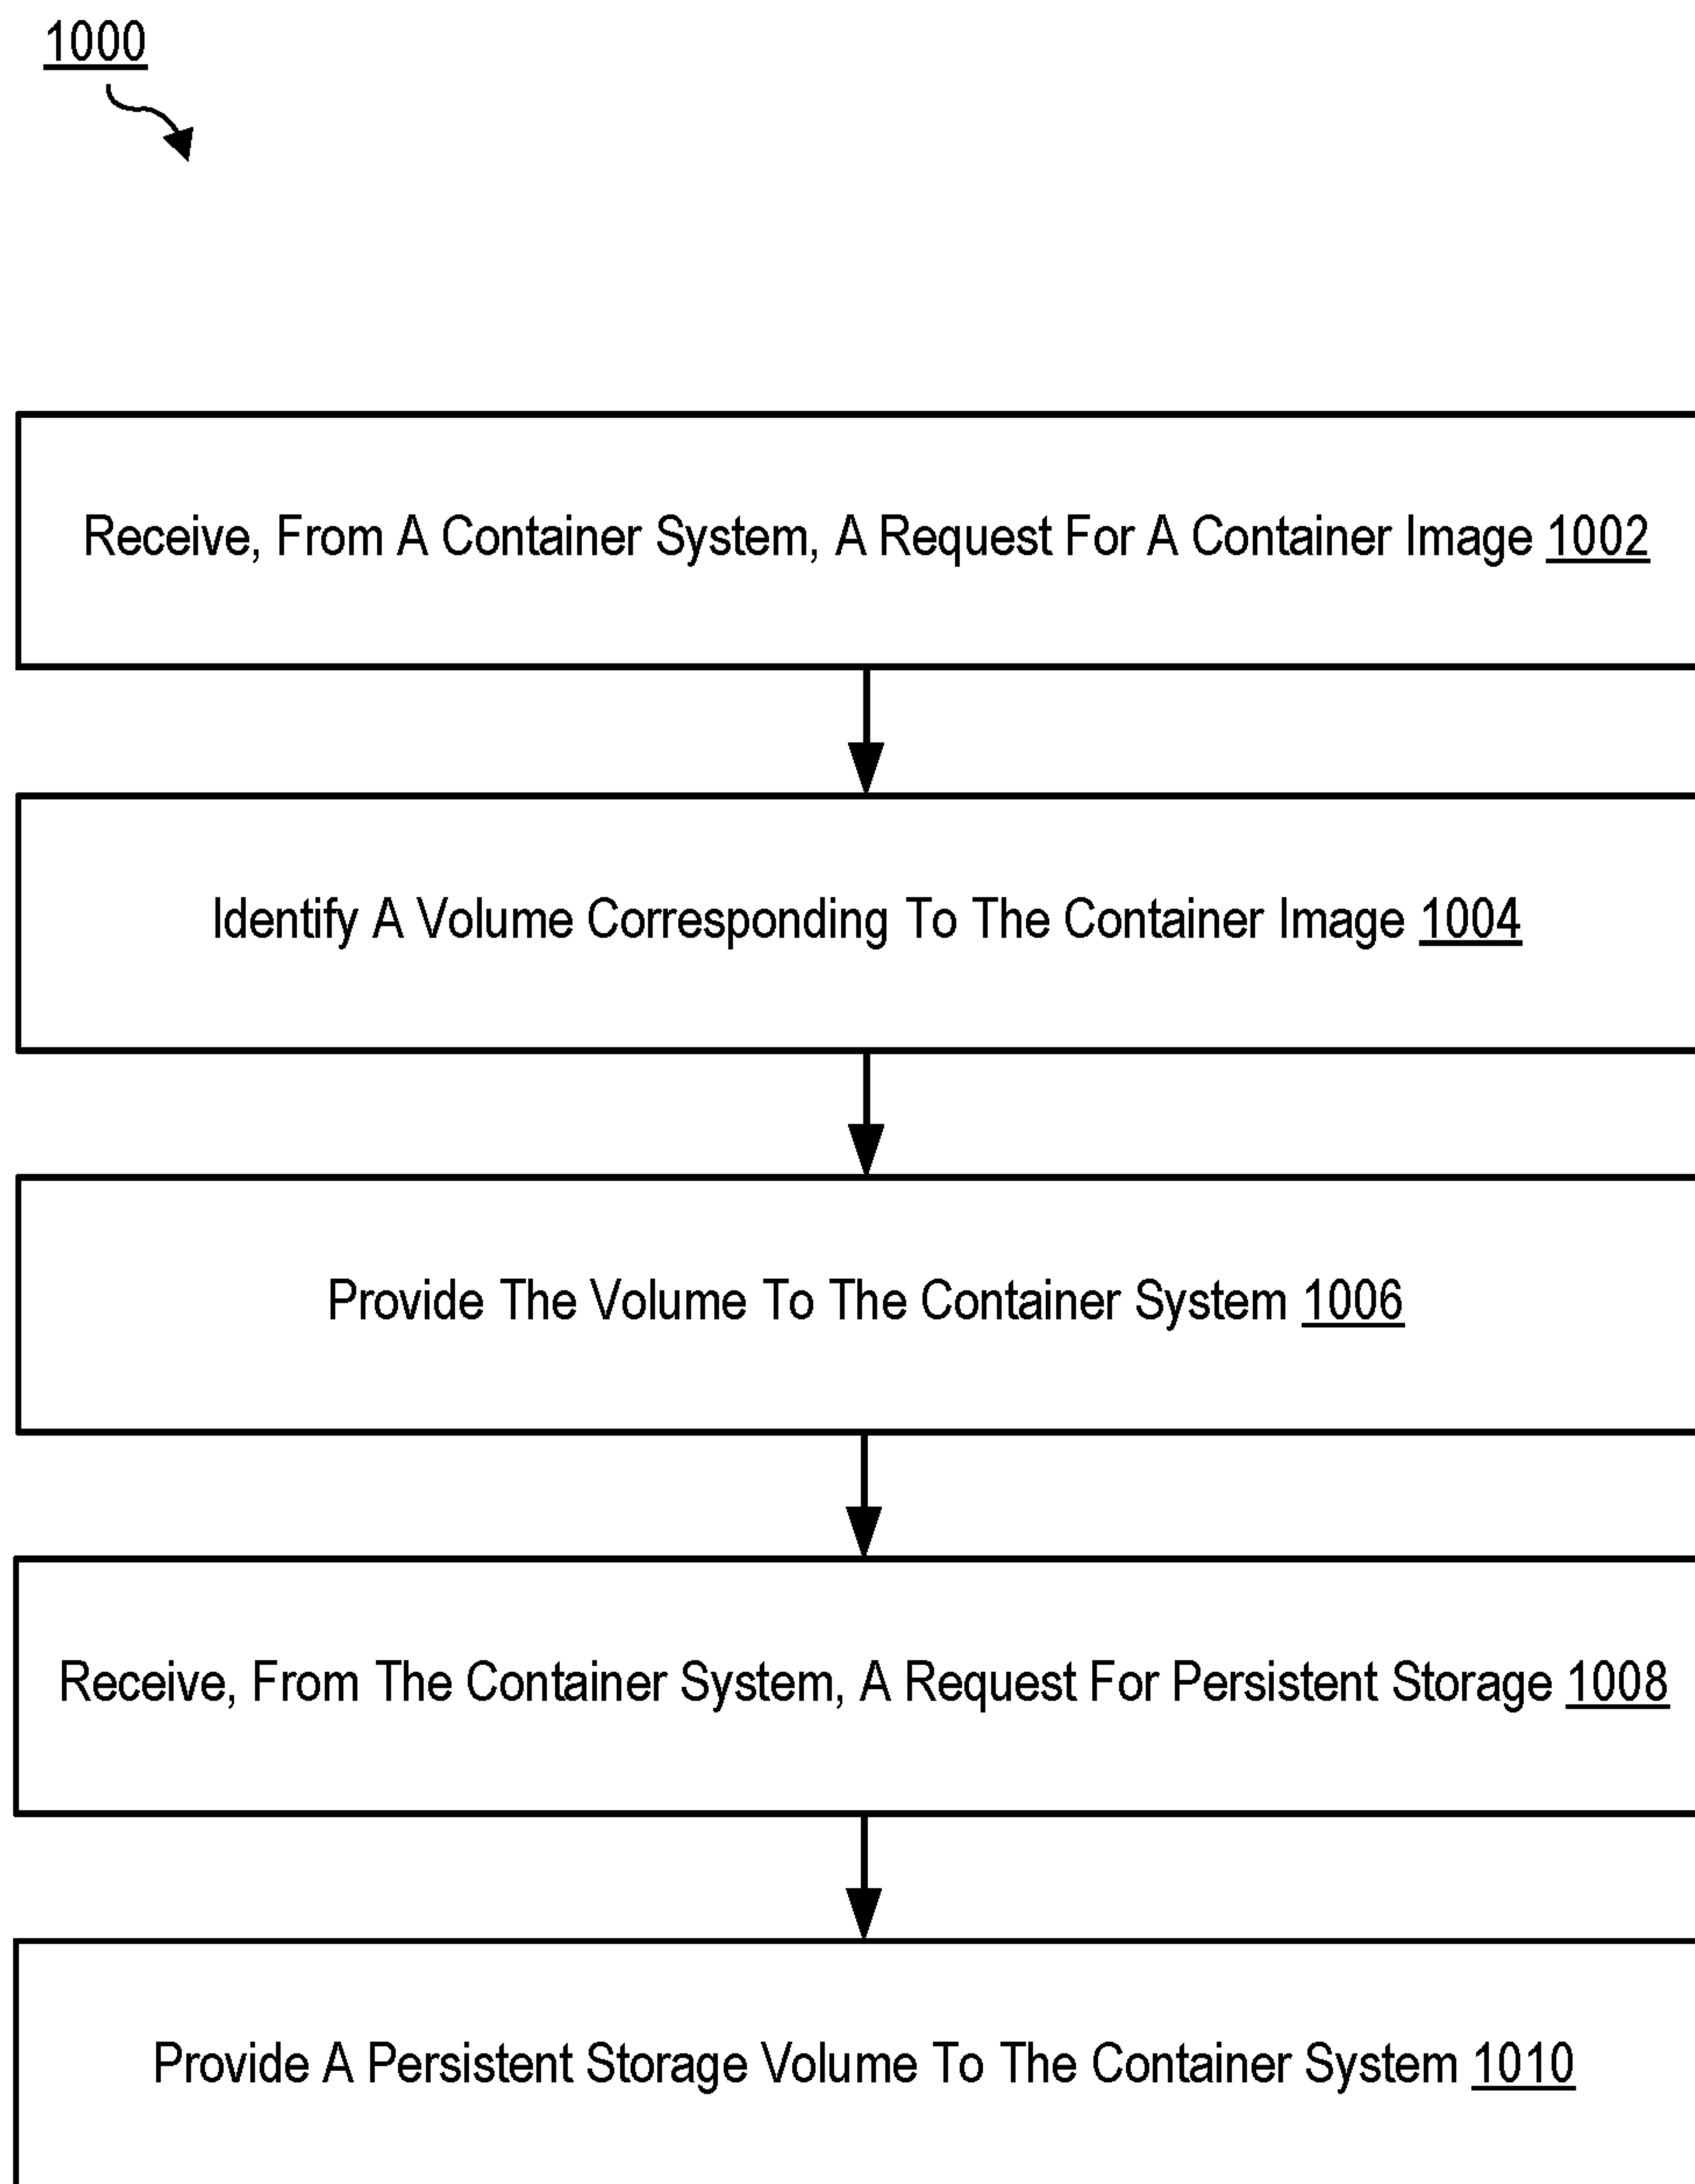 1000
Receive, From A Container System, A Request For A Container Image 1002
Identify A Volume Corresponding To The Container Image 1004
Provide The Volume To The Container System 1006
Receive, From The Container System, A Request For Persistent Storage 1008
Provide A Persistent Storage Volume To The Container System 1010